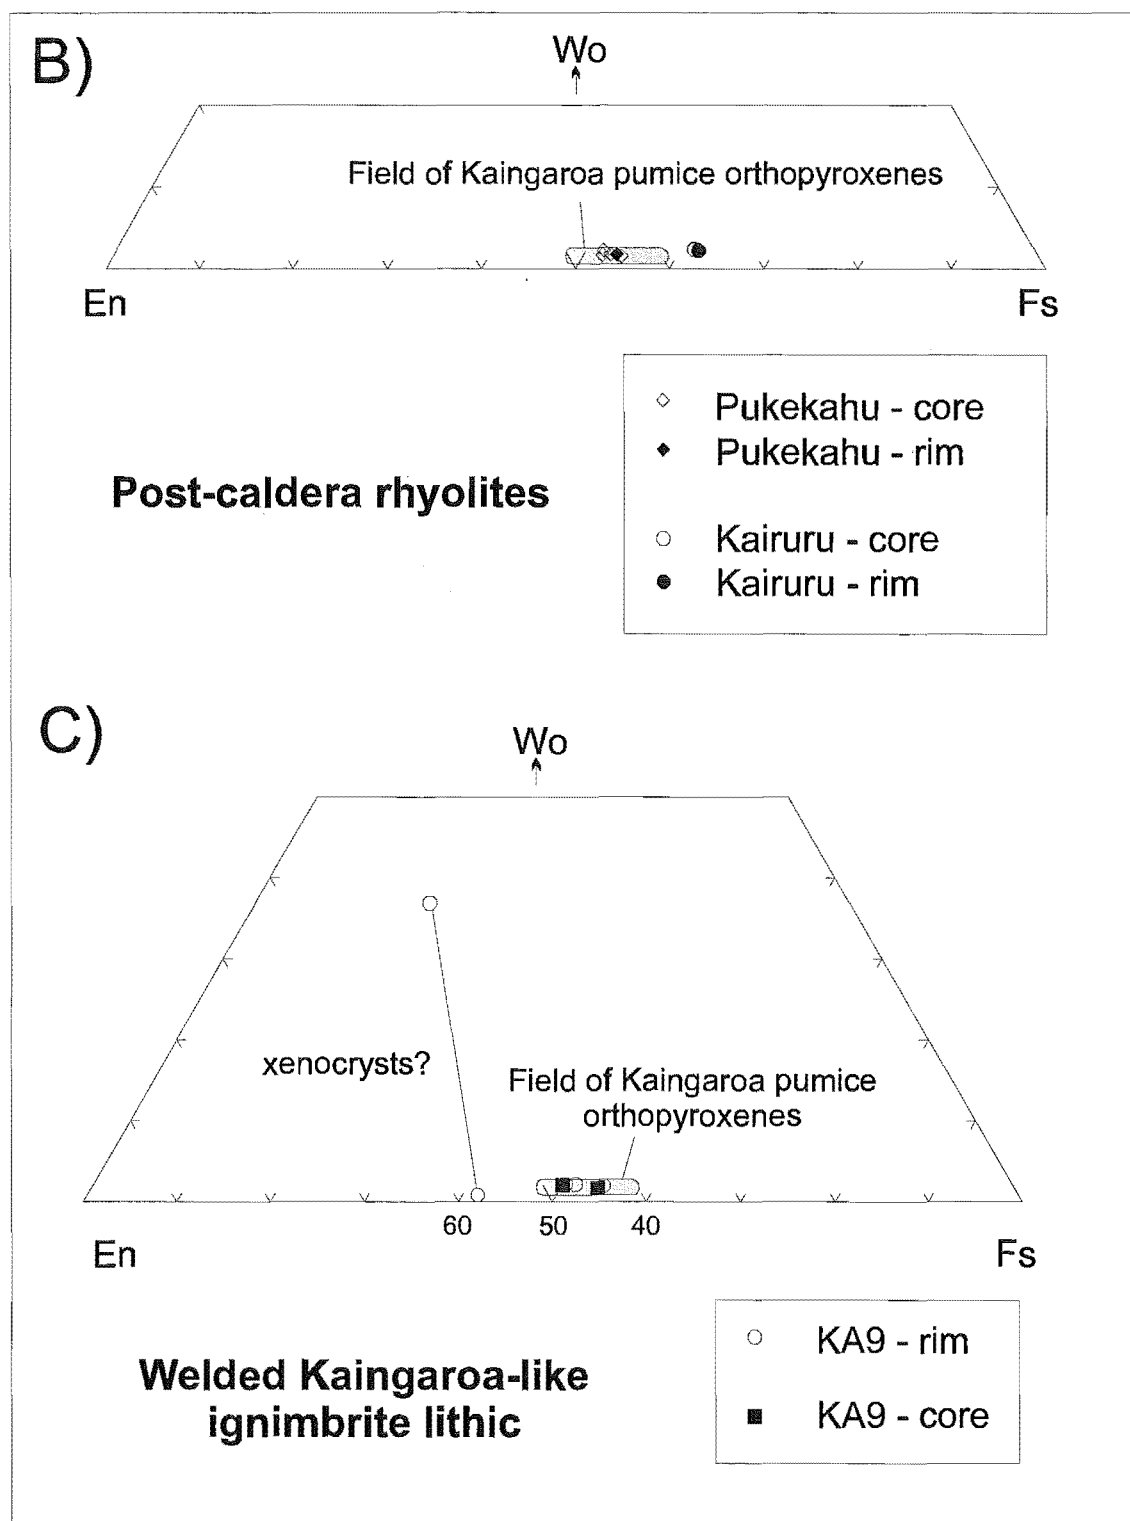 B)
Wo
Field of Kaingaroa pumice orthopyroxenes
En
Fs
Pukekahu - core
Pukekahu - rim
Kairuru - core
Kairuru - rim
Post-caldera rhyolites
C)
Wo
xenocrysts?
Field of Kaingaroa pumice
orthopyroxenes
60
50
40
En
Fs
KA9 - rim
KA9 - core
Welded Kaingaroa-like
ignimbrite lithic